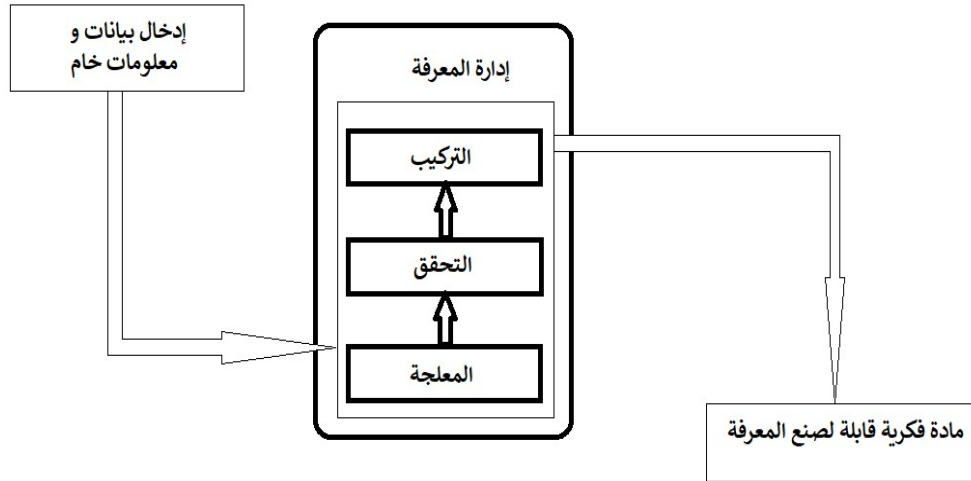 إدخال بيانات و
معلومات خام
إدارة المعرفة
التركيب
التحقق
المعلجة
مادة فكرية قابلة لصنع المعرفة